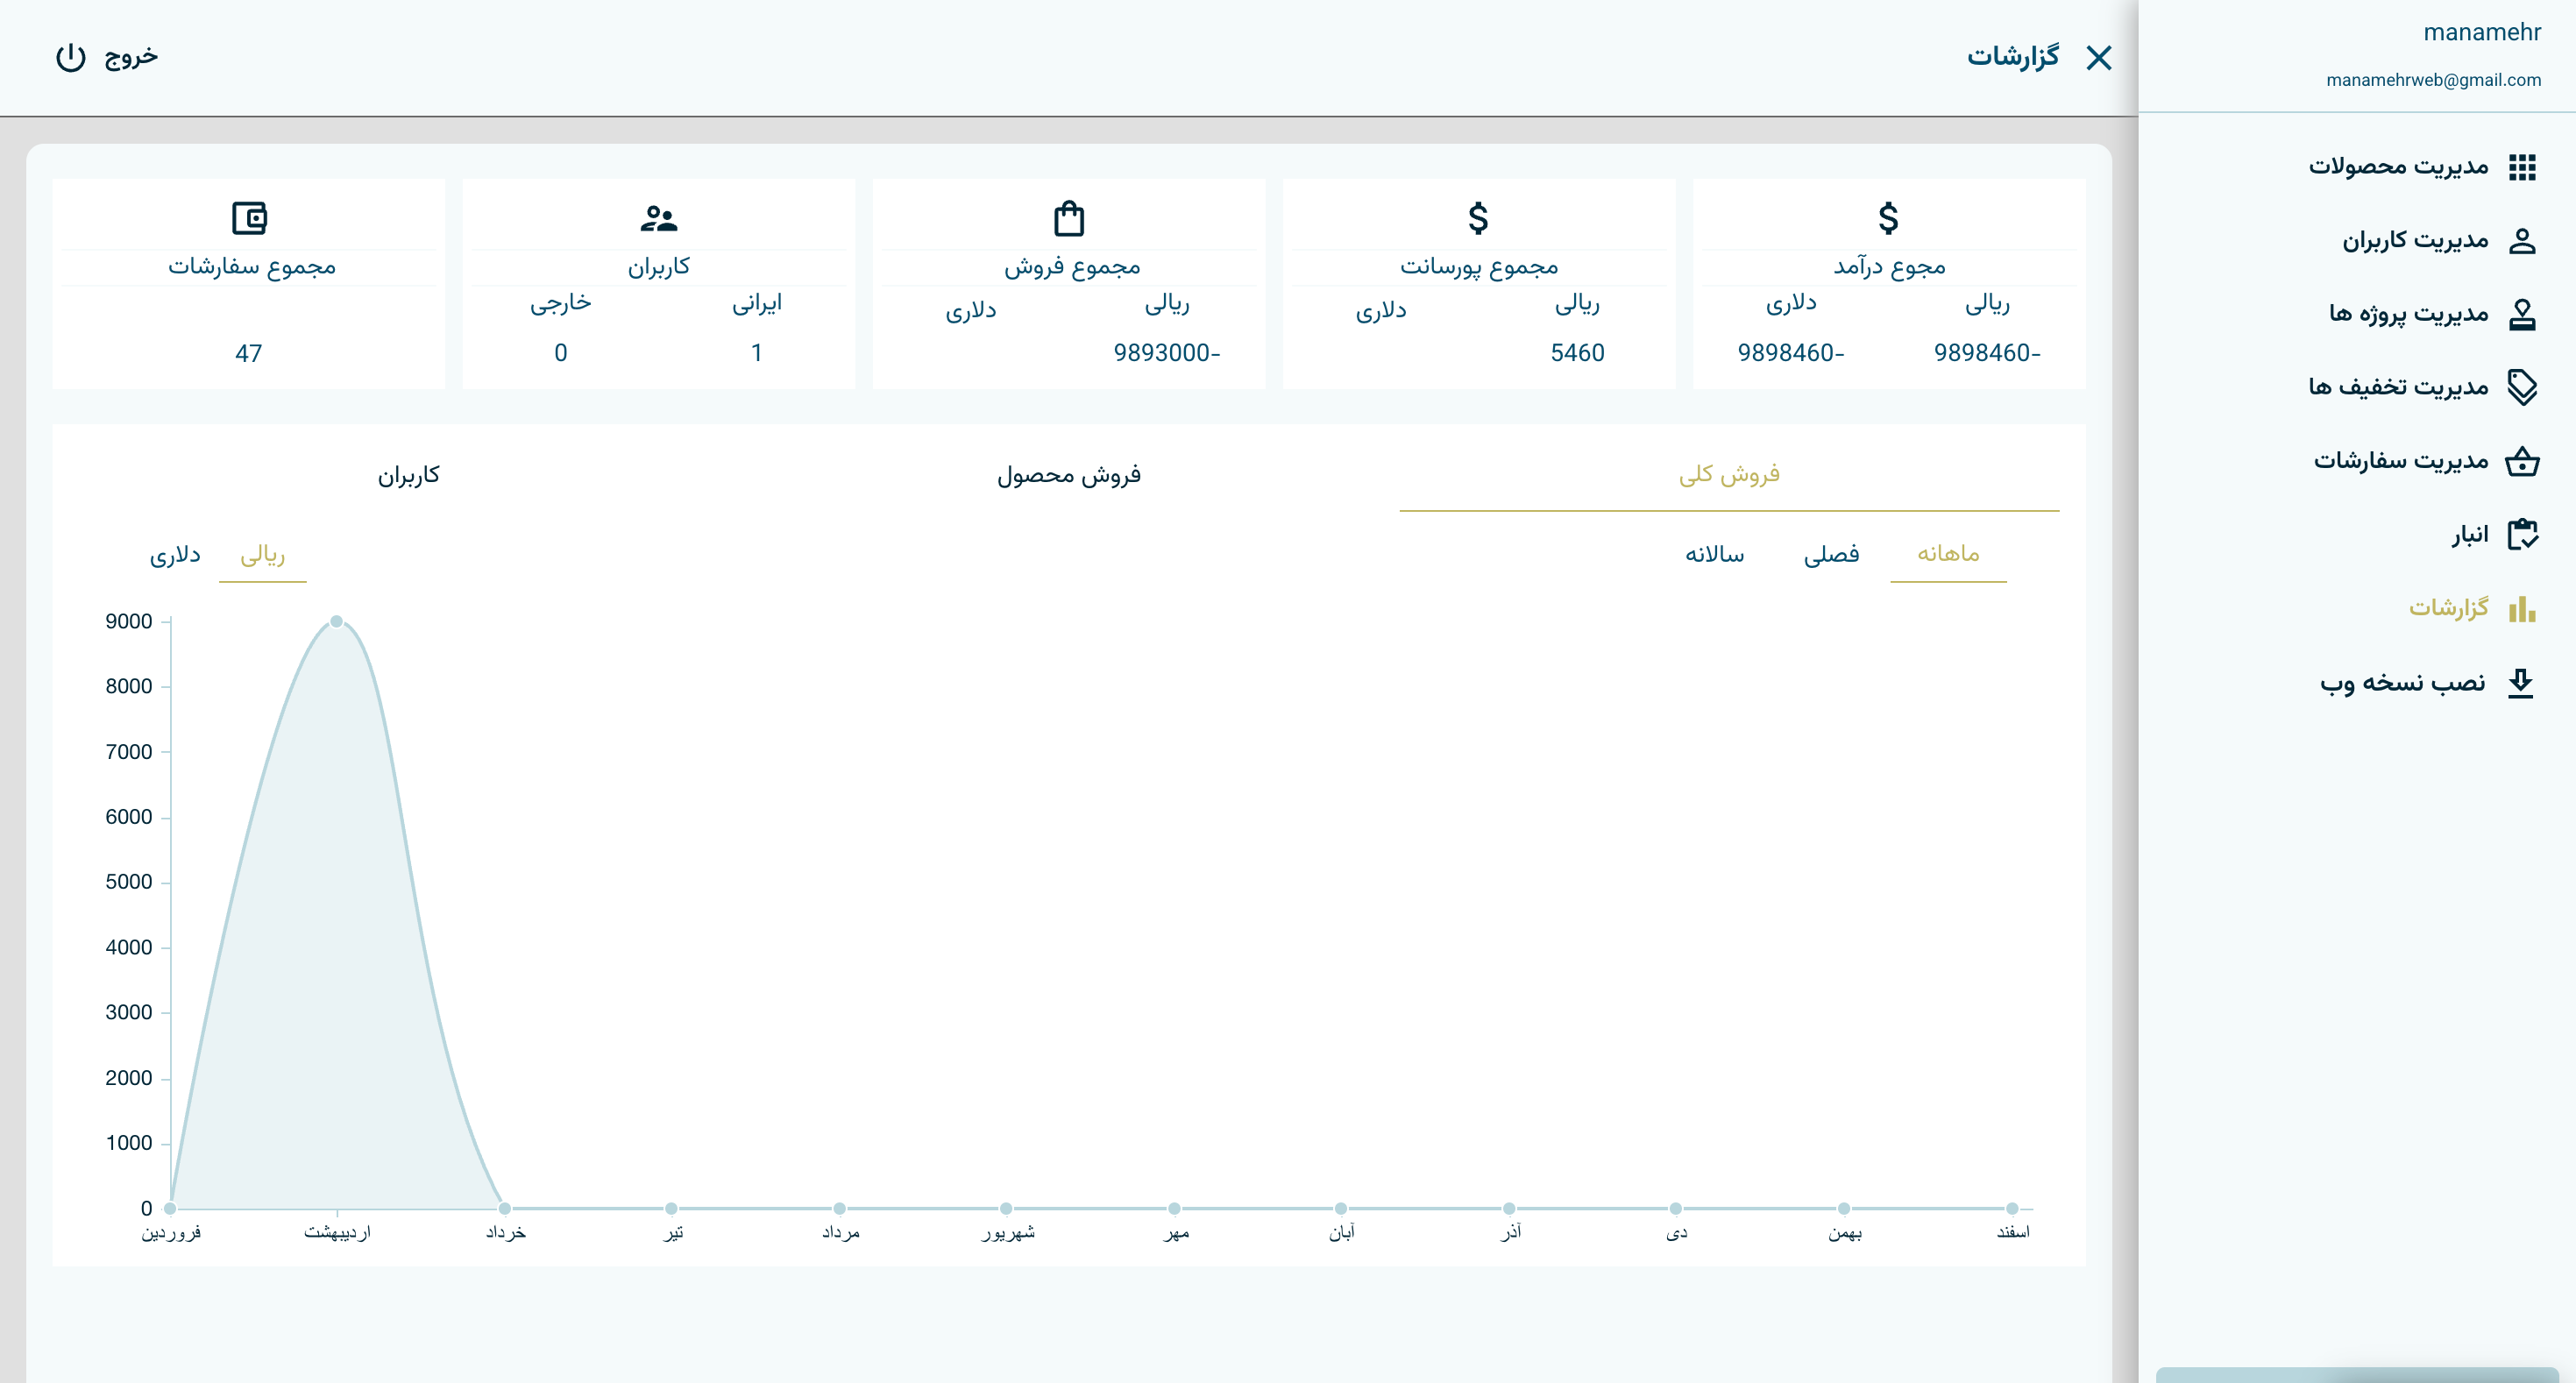 manamehr
manamehrweb@gmail.com
مدیریت محصولات
مدیریت کاربران
مدیریت پروژه ها
مدیریت تخفیف ها
مدیریت سفارشات
انبار
گزارشات
نصب نسخه وب
گزارشات
خروج
مجوع درآمد
ریالی دلاری
9898460- 9898460-
مجموع پورسانت
ریالی دلاری
5460
مجموع فروش
ریالی دلاری
9893000-
کاربران
ایرانی خارجی
1 0
مجموع سفارشات
47
فروش کلی فروش محصول کاربران
ماهانه فصلی سالانه
ریالی دلاری
9000
8000
7000
6000
5000
4000
3000
2000
1000
0
فروردین اردیبهشت خرداد تیر مرداد شهریور مهر آبان آذر دی بهمن اسفند